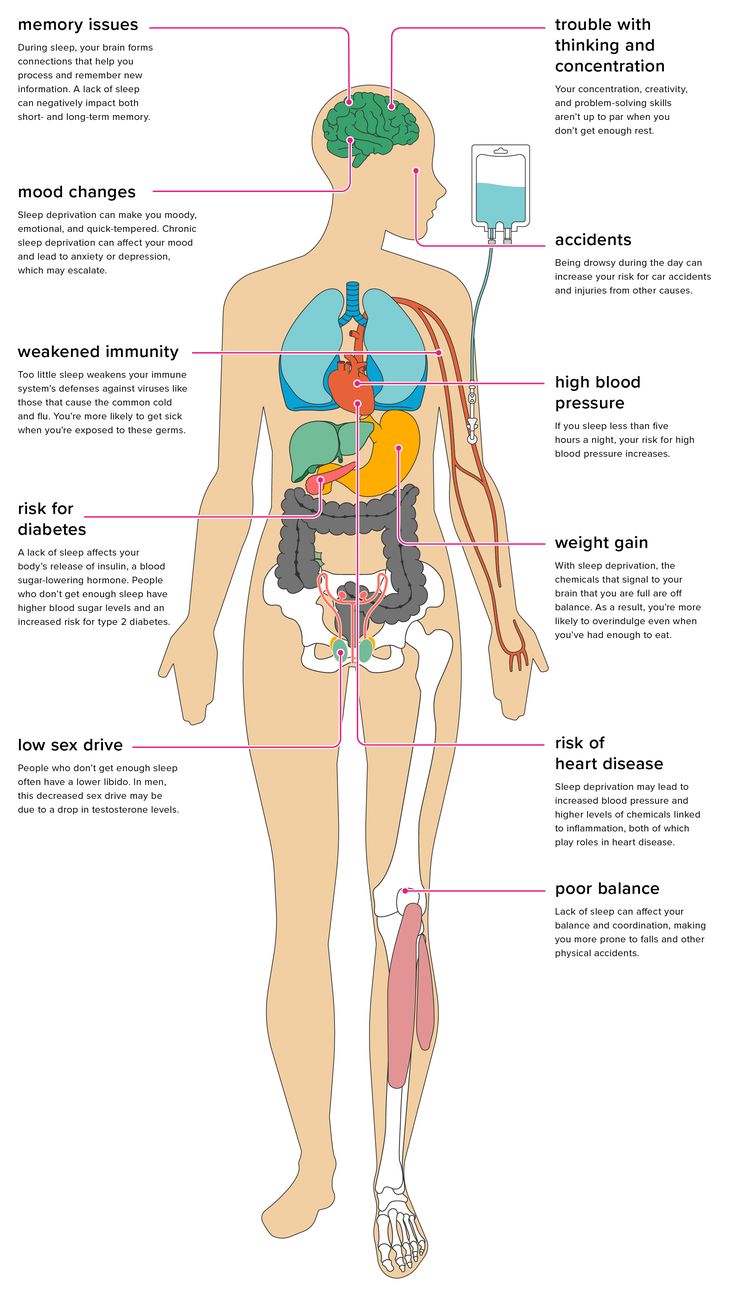 memory issues
During sleep, your brain forms
connections that help you
process and remember new
information. A lack of sleep
can negatively impact both
short- and long-term memory.
trouble with
thinking and
concentration
Your concentration, creativity,
and problem-solving skills
aren't up to par when you
don't get enough rest.
mood changes
Sleep deprivation can make you moody,
emotional, and quick-tempered. Chronic
sleep deprivation can affect your mood
and lead to anxiety or depression,
which may escalate.
accidents
Being drowsy during the day can
increase your risk for car accidents
and injuries from other causes.
weakened immunity
Too little sleep weakens your immune
system's defenses against viruses like
those that cause the common cold
and flu. You're more likely to get sick
when you're exposed to these germs.
high blood
pressure
If you sleep less than five
hours a night, your risk for high
blood pressure increases.
risk for
diabetes
A lack of sleep affects your
body's release of insulin, a blood
sugar-lowering hormone. People
who don't get enough sleep have
higher blood sugar levels and an
increased risk for type 2 diabetes.
weight gain
With sleep deprivation, the
chemicals that signal to your
brain that you are full are off
balance. As a result, you're more
likely to overindulge even when
you've had enough to eat.
low sex drive
People who don't get enough sleep
often have a lower libido. In men,
this decreased sex drive may be
due to a drop in testosterone levels.
risk of
heart disease
Sleep deprivation may lead to
increased blood pressure and
higher levels of chemicals linked
to inflammation, both of which
play roles in heart disease.
poor balance
Lack of sleep can affect your
balance and coordination, making
you more prone to falls and other
physical accidents.